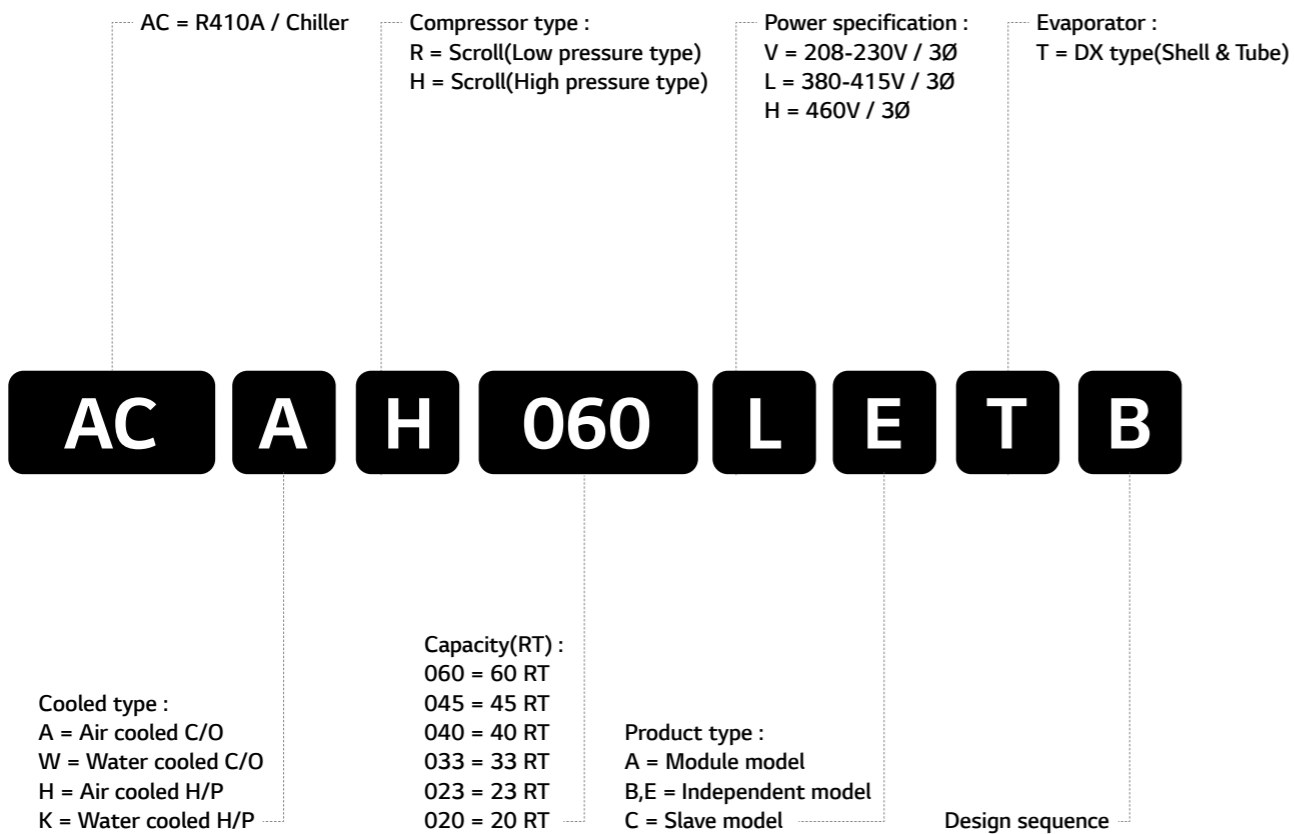 AC = R410A / Chiller
Compressor type :
R = Scroll(Low pressure type)
H = Scroll(High pressure type)
Power specification :
V = 208-230V / 3Ø
L = 380-415V / 3Ø
H = 460V / 3Ø
Evaporator :
T = DX type(Shell & Tube)
AC A H 060 L E T B
Cooled type :
A = Air cooled C/O
W = Water cooled C/O
H = Air cooled H/P
K = Water cooled H/P
Capacity(RT) :
060 = 60 RT
045 = 45 RT
040 = 40 RT
033 = 33 RT
023 = 23 RT
020 = 20 RT
Product type :
A = Module model
B,E = Independent model
C = Slave model
Design sequence